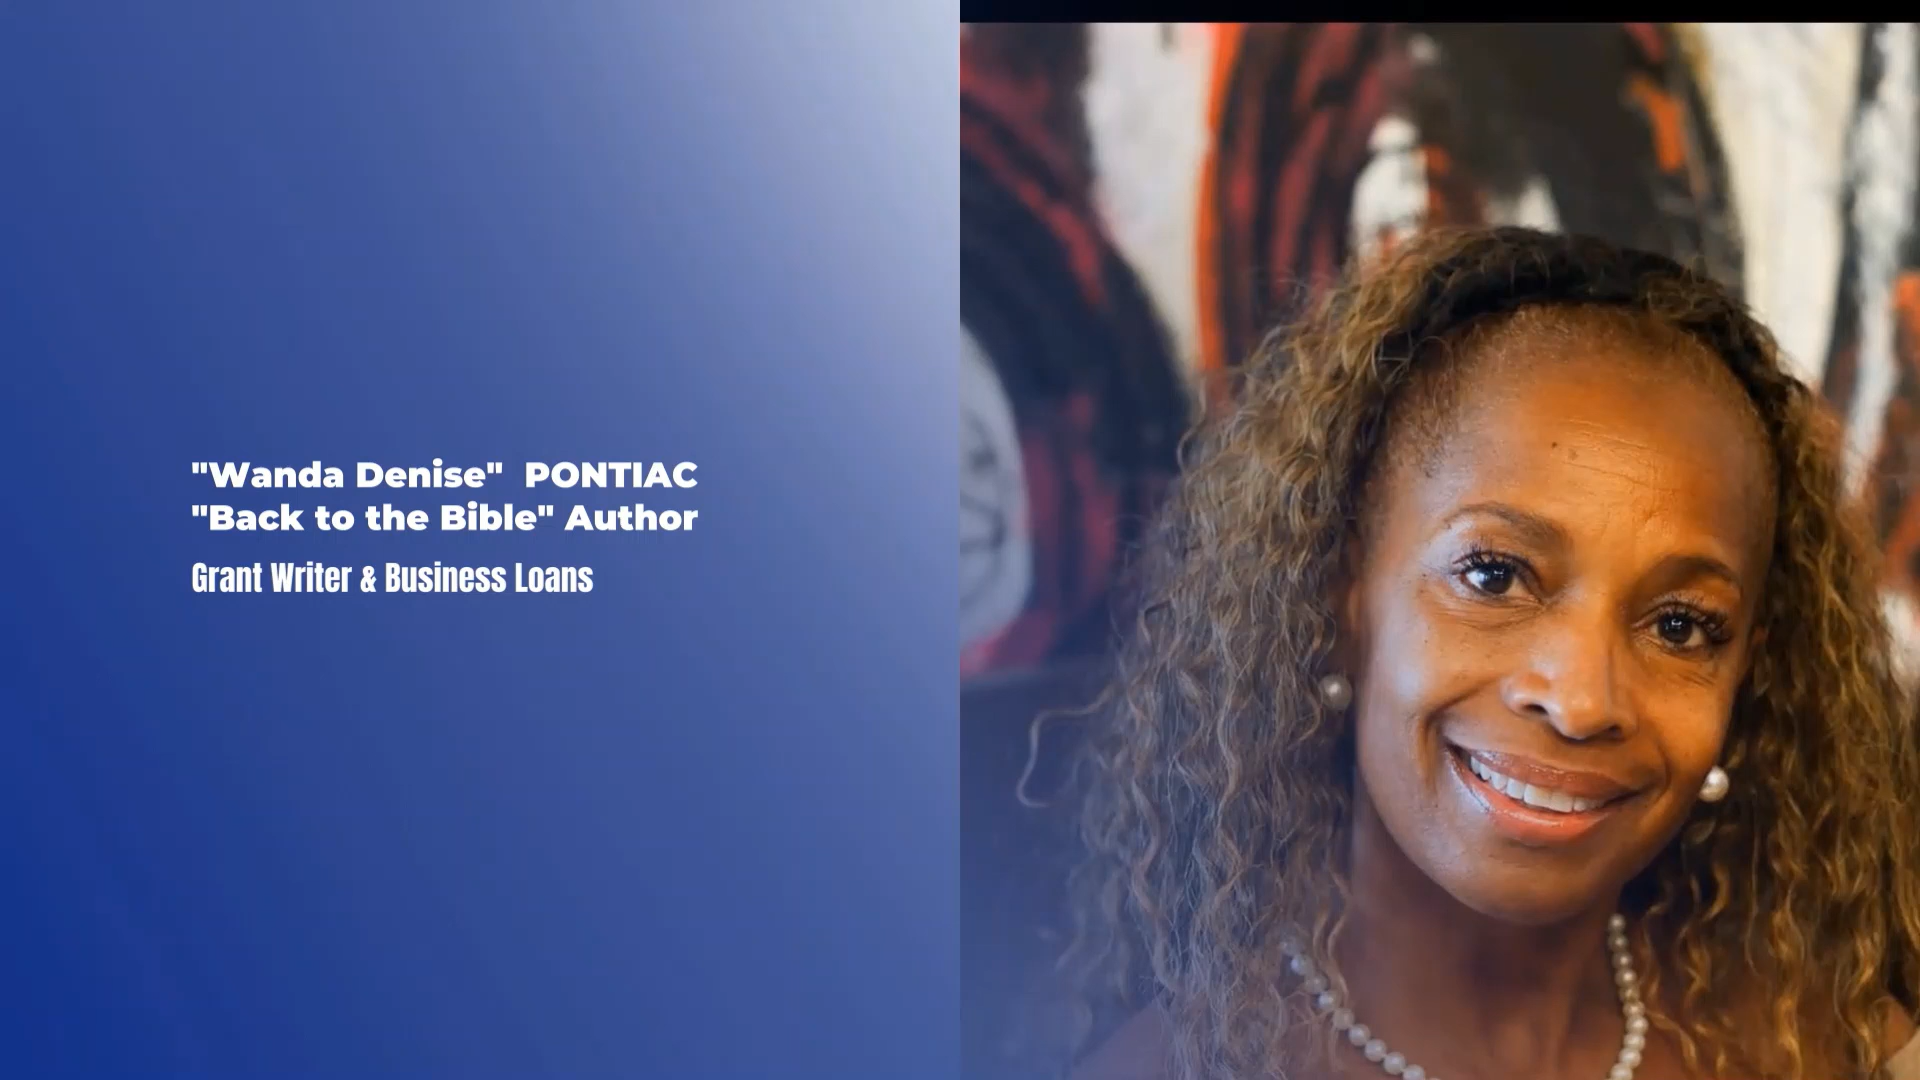 "Wanda Denise"  PONTIAC
"Back to the Bible" Author
Grant Writer & Business Loans